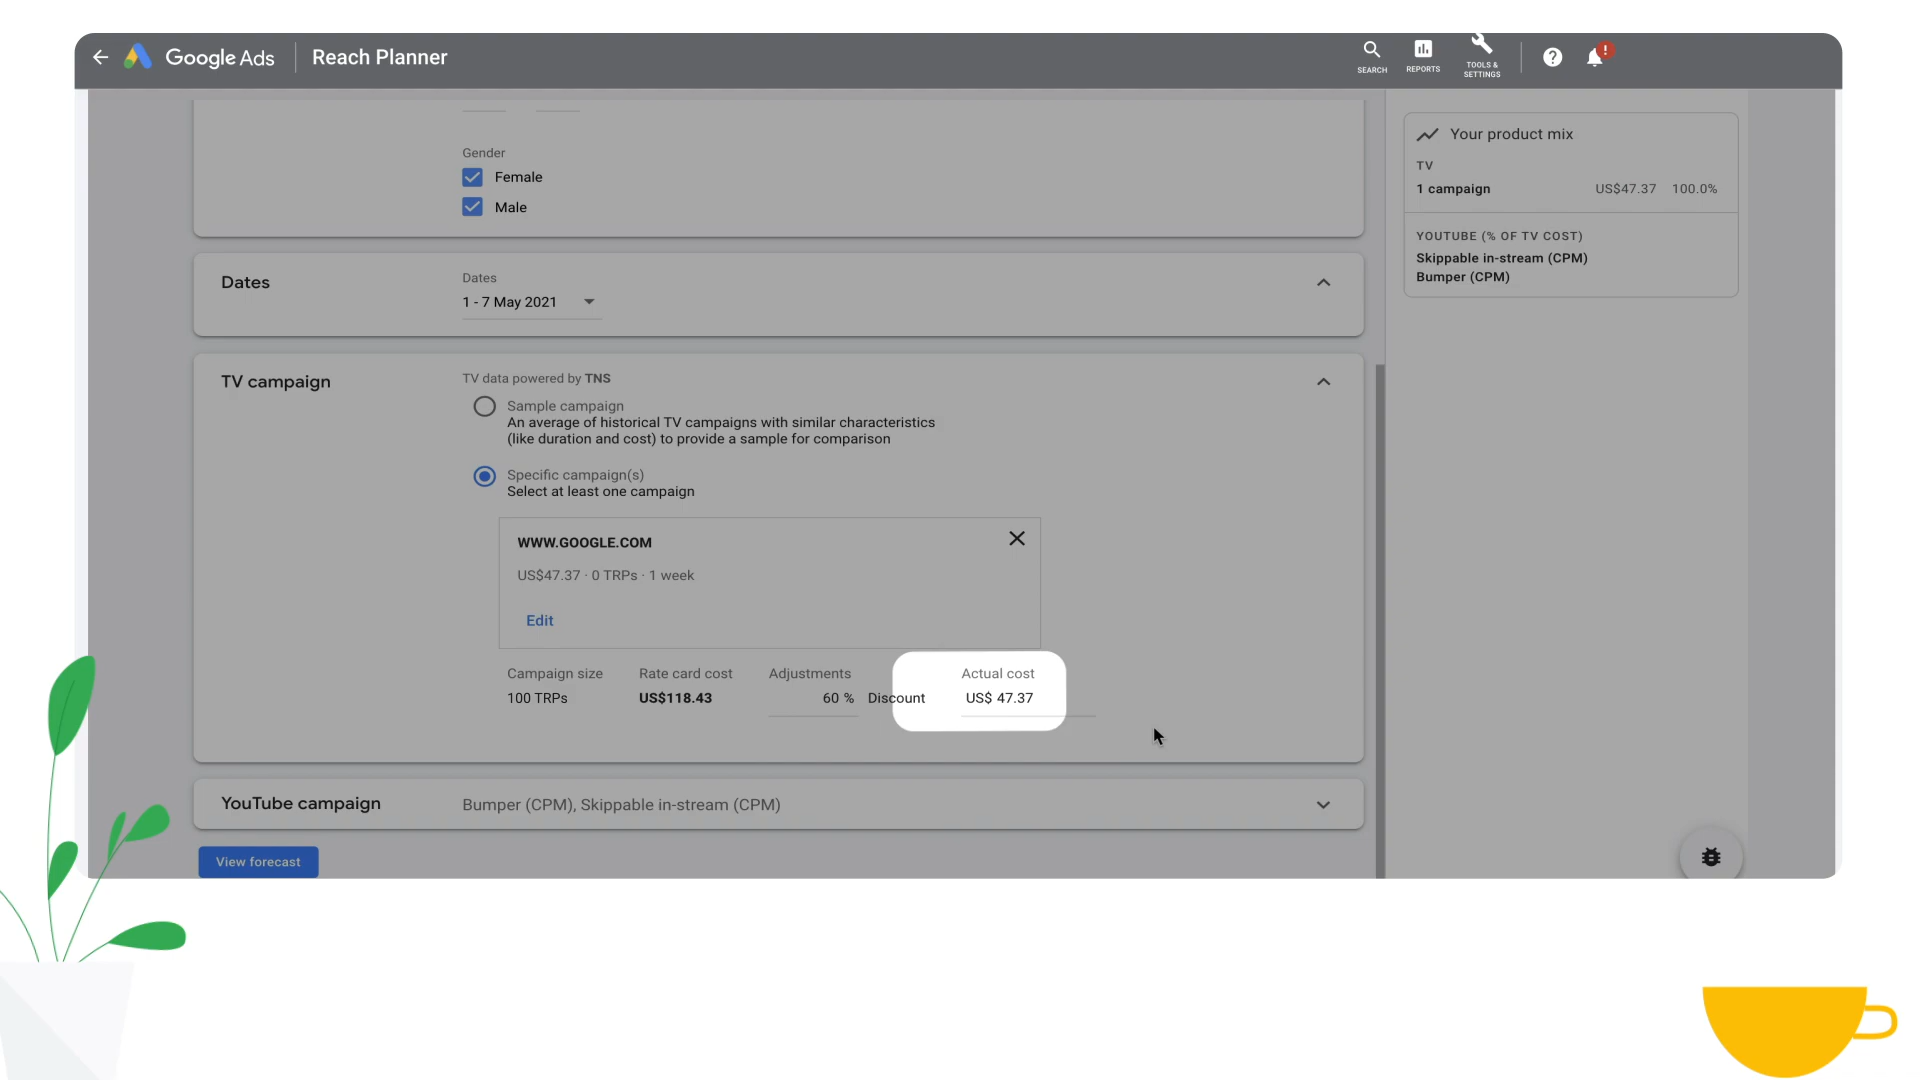 Google Ads
Reach Planner
SEARCH
REPORTS
TOOLS &
SETTINGS
!
Gender
Female
Male
Dates
Dates
1 - 7 May 2021
TV campaign
TV data powered by TNS
Sample campaign
An average of historical TV campaigns with similar characteristics
(like duration and cost) to provide a sample for comparison
Specific campaign(s)
Select at least one campaign
WWW.GOOGLE.COM
US$47.37 · 0 TRPs · 1 week
Edit
Campaign size Rate card cost Adjustments Actual cost
100 TRPs US$118.43 60 % Discount US$ 47.37
YouTube campaign
Bumper (CPM), Skippable in-stream (CPM)
View forecast
Your product mix
TV
1 campaign US$47.37 100.0%
YOUTUBE (% OF TV COST)
Skippable in-stream (CPM)
Bumper (CPM)